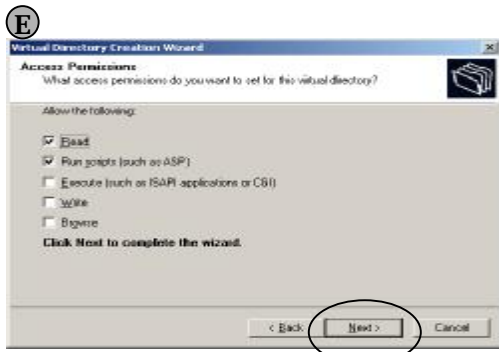 E
Virtual Directory Creation Wizard
Access Permissions
What access permissions do you want to set for this virtual directory?
Allow the following:
Read
Run scripts (such as ASP)
Execute (such as ISAPI applications or CGI)
Write
Browse
Click Next to complete the wizard.
< Back Next > Cancel